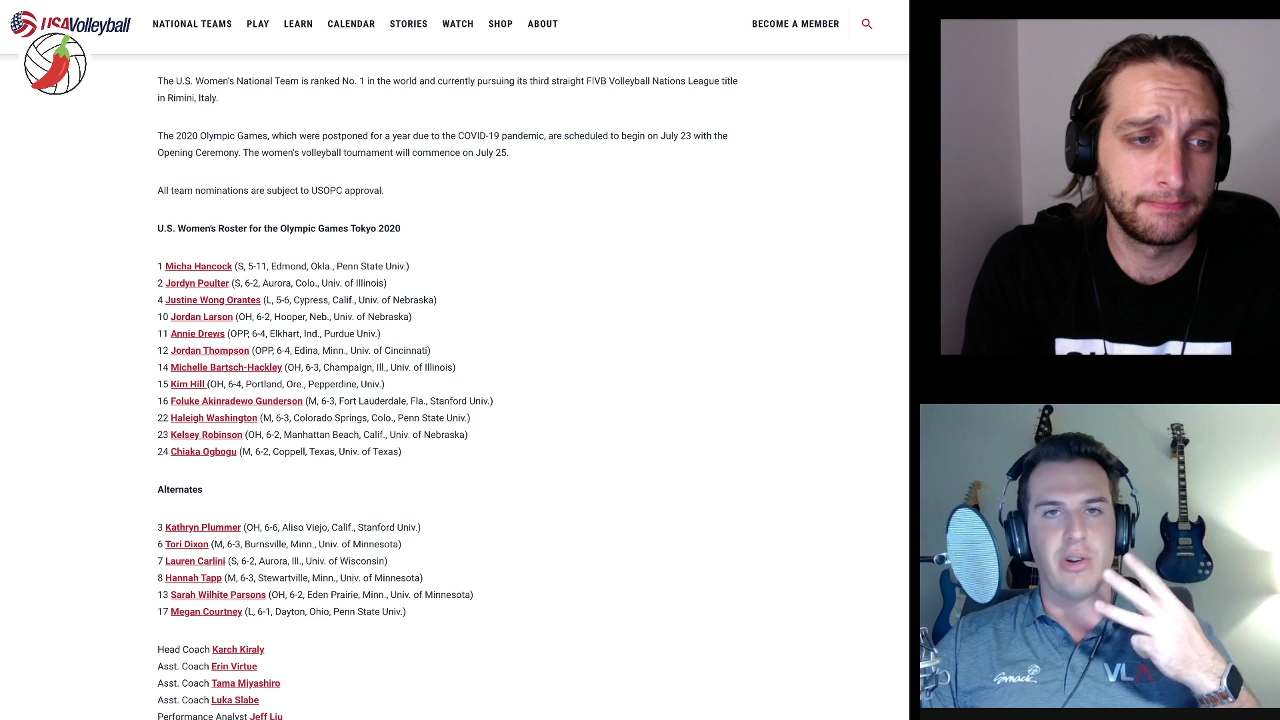 USAVolleyball NATIONAL TEAMS PLAY LEARN CALENDAR STORIES WATCH SHOP ABOUT BECOME A MEMBER
The U.S. Women's National Team is ranked No. 1 in the world and currently pursuing its third straight FIVB Volleyball Nations League title
in Rimini, Italy.
The 2020 Olympic Games, which were postponed for a year due to the COVID-19 pandemic, are scheduled to begin on July 23 with the
Opening Ceremony. The women's volleyball tournament will commence on July 25.
All team nominations are subject to USOPC approval.
U.S. Women's Roster for the Olympic Games Tokyo 2020
1 Micha Hancock (S, 5-11, Edmond, Okla., Penn State Univ.)
2 Jordyn Poulter (S, 6-2, Aurora, Colo., Univ. of Illinois)
4 Justine Wong Orantes (L, 5-6, Cypress, Calif., Univ. of Nebraska)
10 Jordan Larson (OH, 6-2, Hooper, Neb., Univ. of Nebraska)
11 Annie Drews (OPP, 6-4, Elkhart, Ind., Purdue Univ.)
12 Jordan Thompson (OPP, 6-4, Edina, Minn., Univ. of Cincinnati)
14 Michelle Bartsch-Hackley (OH, 6-3, Champaign, Ill., Univ. of Illinois)
15 Kim Hill (OH, 6-4, Portland, Ore., Pepperdine, Univ.)
16 Foluke Akinradewo Gunderson (M, 6-3, Fort Lauderdale, Fla., Stanford Univ.)
22 Haleigh Washington (M, 6-3, Colorado Springs, Colo., Penn State Univ.)
23 Kelsey Robinson (OH, 6-2, Manhattan Beach, Calif., Univ. of Nebraska)
24 Chiaka Ogbogu (M, 6-2, Coppell, Texas, Univ. of Texas)
Alternates
3 Kathryn Plummer (OH, 6-6, Aliso Viejo, Calif., Stanford Univ.)
6 Tori Dixon (M, 6-3, Burnsville, Minn., Univ. of Minnesota)
7 Lauren Carlini (S, 6-2, Aurora, Ill., Univ. of Wisconsin)
8 Hannah Tapp (M, 6-3, Stewartville, Minn., Univ. of Minnesota)
13 Sarah Wilhite Parsons (OH, 6-2, Eden Prairie, Minn., Univ. of Minnesota)
17 Megan Courtney (L, 6-1, Dayton, Ohio, Penn State Univ.)
Head Coach Karch Kiraly
Asst. Coach Erin Virtue
Asst. Coach Tama Miyashiro
Asst. Coach Luka Slabe
Performance Analyst Jeff Liu
Smack